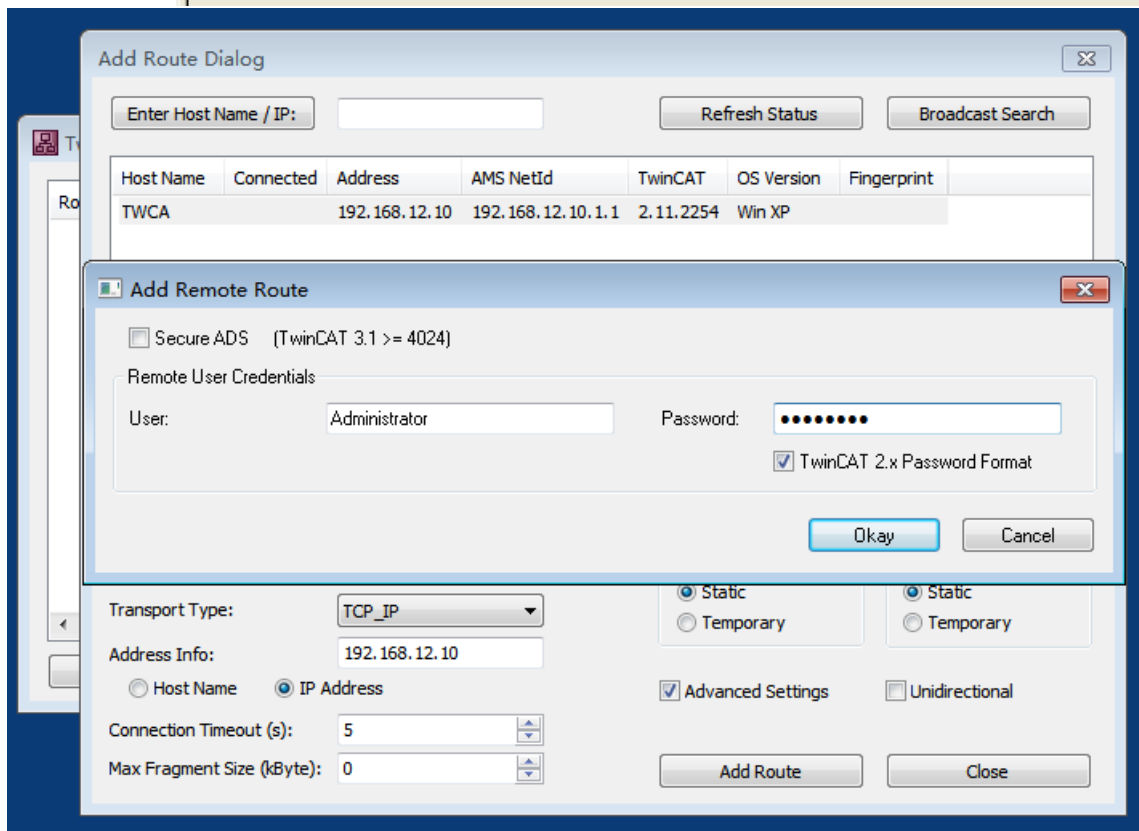 Add Route Dialog
Enter Host Name / IP: Refresh Status Broadcast Search
Tw
Ro
Host Name Connected Address AMS NetId TwinCAT OS Version Fingerprint
TWCA 192.168.12.10 192.168.12.10.1.1 2.11.2254 Win XP
Add Remote Route
Secure ADS (TwinCAT 3.1 >= 4024)
Remote User Credentials
User: Administrator Password: ●●●●●●●●
TwinCAT 2.x Password Format
Okay Cancel
Transport Type: TCP_IP Static Static
Temporary Temporary
Address Info: 192.168.12.10
Host Name IP Address Advanced Settings Unidirectional
Connection Timeout (s): 5
Max Fragment Size (kByte): 0 Add Route Close